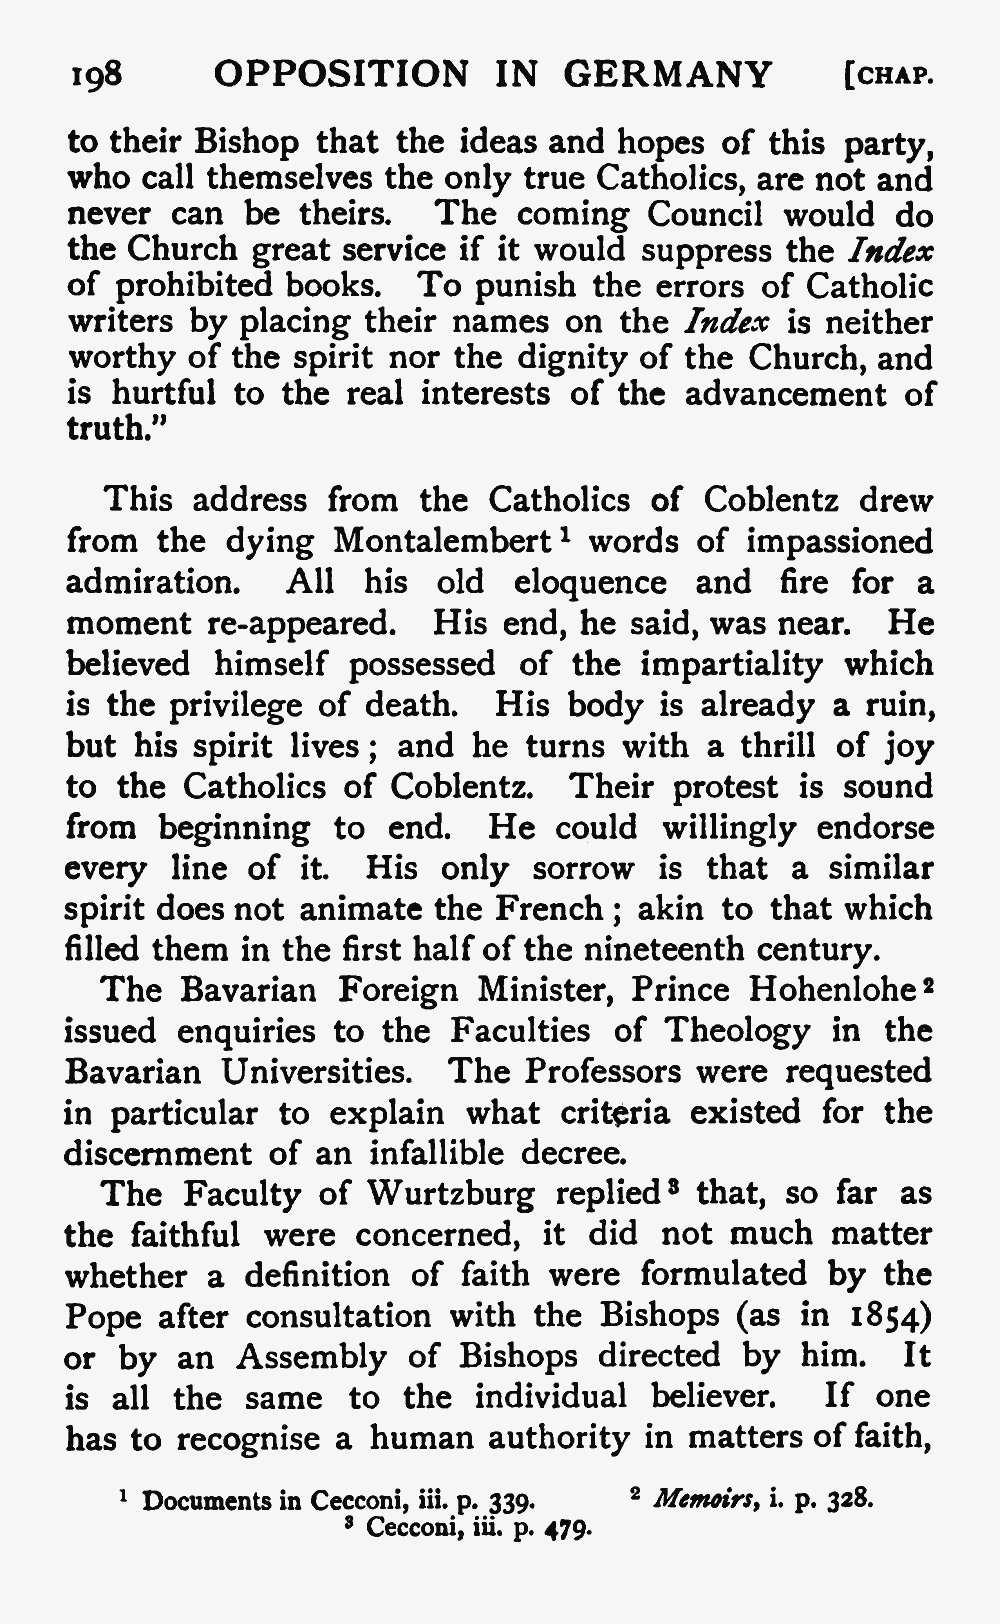 198 OPPOSITION IN GERMANY [CHAP.
to their Bishop that the ideas and hopes of this party,
who call themselves the only true Catholics, are not and
never can be theirs. The coming Council would do
the Church great service if it would suppress the Index
of prohibited books. To punish the errors of Catholic
writers by placing their names on the Index is neither
worthy of the spirit nor the dignity of the Church, and
is hurtful to the real interests of the advancement of
truth.”
This address from the Catholics of Coblentz drew
from the dying Montalembert ¹ words of impassioned
admiration. All his old eloquence and fire for a
moment re-appeared. His end, he said, was near. He
believed himself possessed of the impartiality which
is the privilege of death. His body is already a ruin,
but his spirit lives ; and he turns with a thrill of joy
to the Catholics of Coblentz. Their protest is sound
from beginning to end. He could willingly endorse
every line of it. His only sorrow is that a similar
spirit does not animate the French ; akin to that which
filled them in the first half of the nineteenth century.
The Bavarian Foreign Minister, Prince Hohenlohe ²
issued enquiries to the Faculties of Theology in the
Bavarian Universities. The Professors were requested
in particular to explain what criteria existed for the
discernment of an infallible decree.
The Faculty of Wurtzburg replied ³ that, so far as
the faithful were concerned, it did not much matter
whether a definition of faith were formulated by the
Pope after consultation with the Bishops (as in 1854)
or by an Assembly of Bishops directed by him. It
is all the same to the individual believer. If one
has to recognise a human authority in matters of faith,
¹ Documents in Cecconi, iii. p. 339. ² Memoirs, i. p. 328.
³ Cecconi, iii. p. 479.